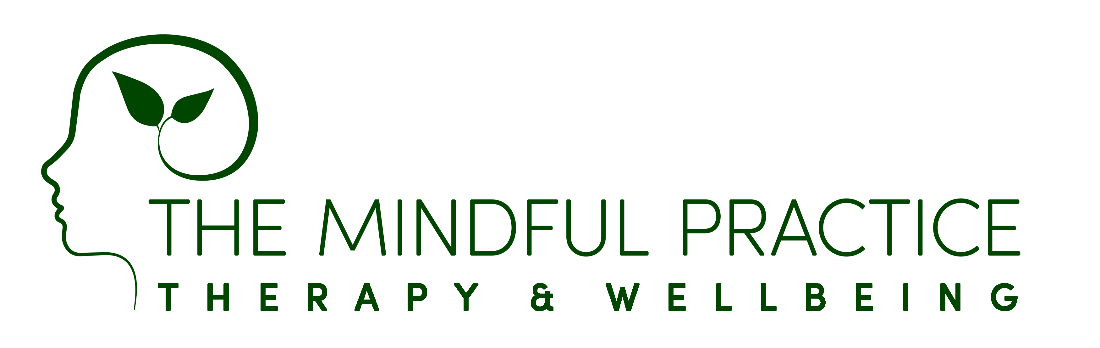 THE MINDFUL PRACTICE
THERAPY & WELLBEING